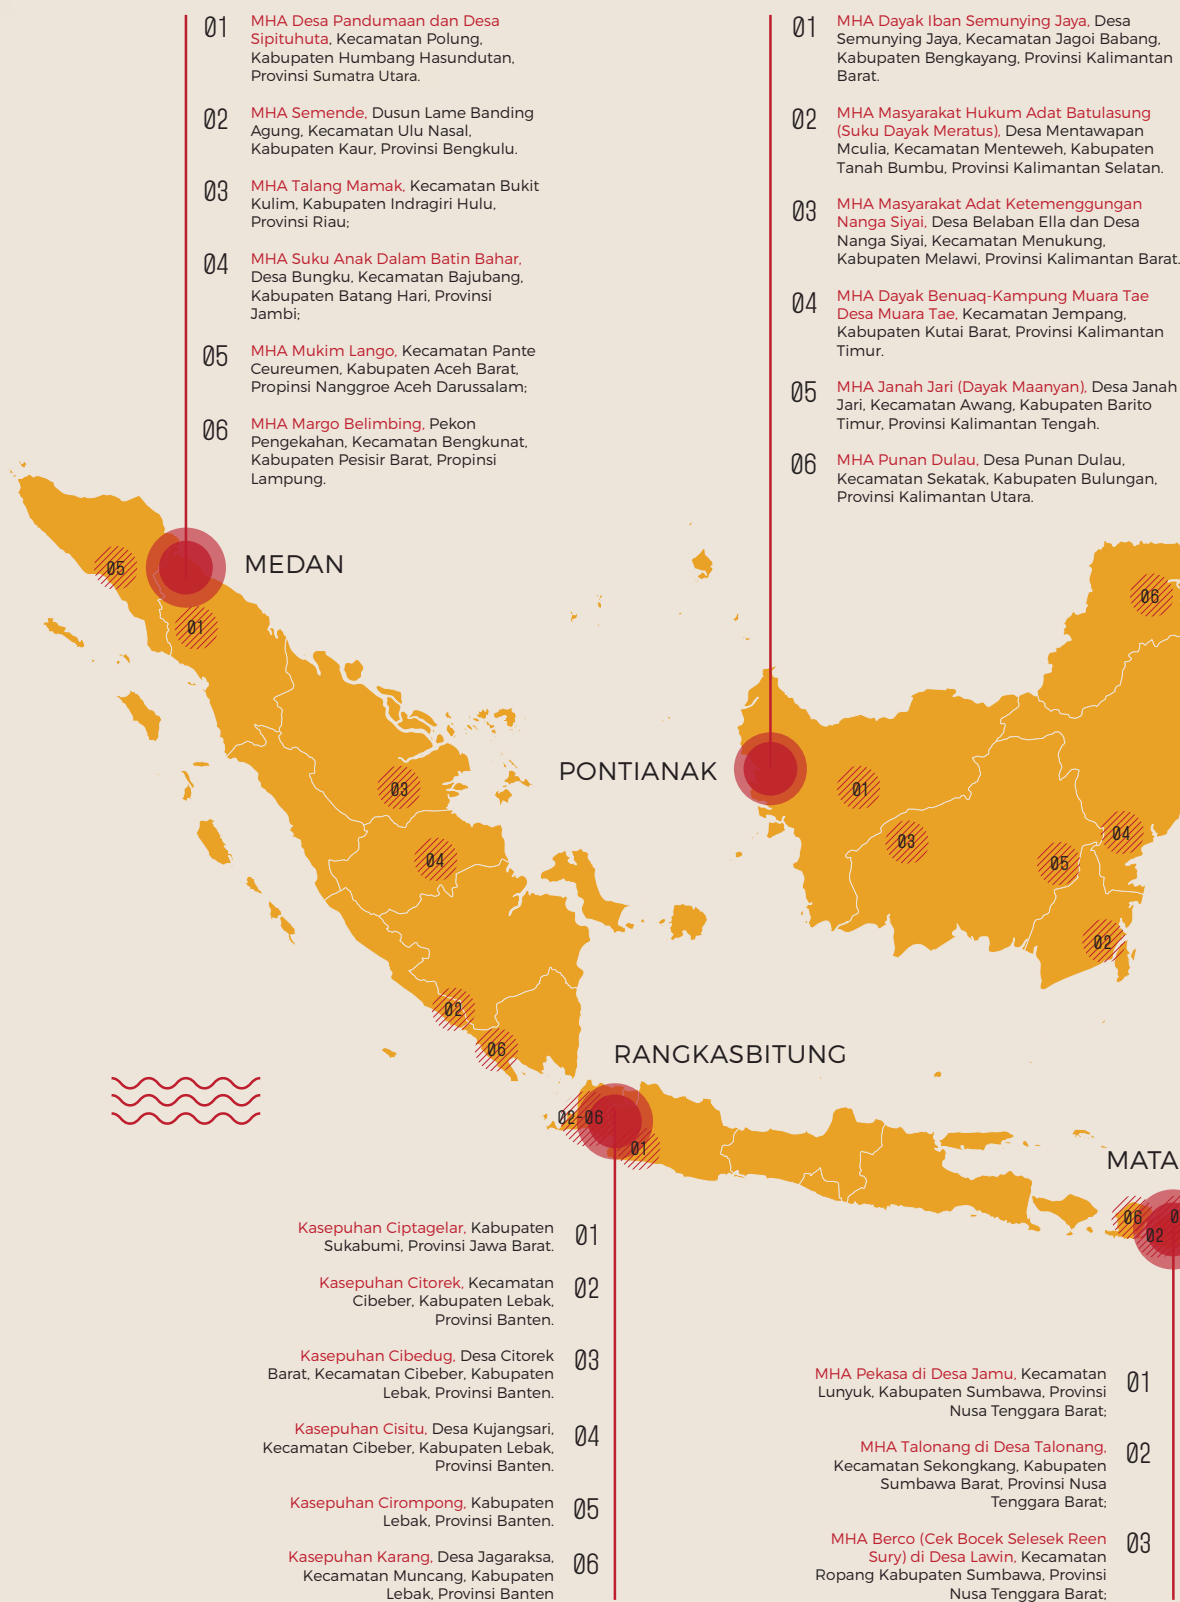 01
MHA Desa Pandumaan dan Desa
Sipituhuta, Kecamatan Polung,
Kabupaten Humbang Hasundutan,
Provinsi Sumatra Utara.
02
MHA Semende, Dusun Lame Banding
Agung, Kecamatan Ulu Nasal,
Kabupaten Kaur, Provinsi Bengkulu.
03
MHA Talang Mamak, Kecamatan Bukit
Kulim, Kabupaten Indragiri Hulu,
Provinsi Riau;
04
MHA Suku Anak Dalam Batin Bahar,
Desa Bungku, Kecamatan Bajubang,
Kabupaten Batang Hari, Provinsi
Jambi;
05
MHA Mukim Lango, Kecamatan Pante
Ceureumen, Kabupaten Aceh Barat,
Propinsi Nanggroe Aceh Darussalam;
06
MHA Margo Belimbing, Pekon
Pengekahan, Kecamatan Bengkunat,
Kabupaten Pesisir Barat, Propinsi
Lampung.
01
MHA Dayak Iban Semunying Jaya, Desa
Semunying Jaya, Kecamatan Jagoi Babang,
Kabupaten Bengkayang, Provinsi Kalimantan
Barat.
02
MHA Masyarakat Hukum Adat Batulasung
(Suku Dayak Meratus), Desa Mentawapan
Mculia, Kecamatan Menteweh, Kabupaten
Tanah Bumbu, Provinsi Kalimantan Selatan.
03
MHA Masyarakat Adat Ketemenggungan
Nanga Siyai, Desa Belaban Ella dan Desa
Nanga Siyai, Kecamatan Menukung,
Kabupaten Melawi, Provinsi Kalimantan Barat.
04
MHA Dayak Benuaq-Kampung Muara Tae
Desa Muara Tae, Kecamatan Jempang,
Kabupaten Kutai Barat, Provinsi Kalimantan
Timur.
05
MHA Janah Jari (Dayak Maanyan), Desa Janah
Jari, Kecamatan Awang, Kabupaten Barito
Timur, Provinsi Kalimantan Tengah.
06
MHA Punan Dulau, Desa Punan Dulau,
Kecamatan Sekatak, Kabupaten Bulungan,
Provinsi Kalimantan Utara.
MEDAN
05
01
03
04
02
06
PONTIANAK
06
01
03
04
05
02
RANGKASBITUNG
02-06
01
MATA
06
02
01
Kasepuhan Ciptagelar, Kabupaten
Sukabumi, Provinsi Jawa Barat.
02
Kasepuhan Citorek, Kecamatan
Cibeber, Kabupaten Lebak,
Provinsi Banten.
03
Kasepuhan Cibedug, Desa Citorek
Barat, Kecamatan Cibeber, Kabupaten
Lebak, Provinsi Banten.
04
Kasepuhan Cisitu, Desa Kujangsari,
Kecamatan Cibeber, Kabupaten Lebak,
Provinsi Banten.
05
Kasepuhan Cirompong, Kabupaten
Lebak, Provinsi Banten.
06
Kasepuhan Karang, Desa Jagaraksa,
Kecamatan Muncang, Kabupaten
Lebak, Provinsi Banten
01
MHA Pekasa di Desa Jamu, Kecamatan
Lunyuk, Kabupaten Sumbawa, Provinsi
Nusa Tenggara Barat;
02
MHA Talonang di Desa Talonang,
Kecamatan Sekongkang, Kabupaten
Sumbawa Barat, Provinsi Nusa
Tenggara Barat;
03
MHA Berco (Cek Bocek Selesek Reen
Sury) di Desa Lawin, Kecamatan
Ropang Kabupaten Sumbawa, Provinsi
Nusa Tenggara Barat;